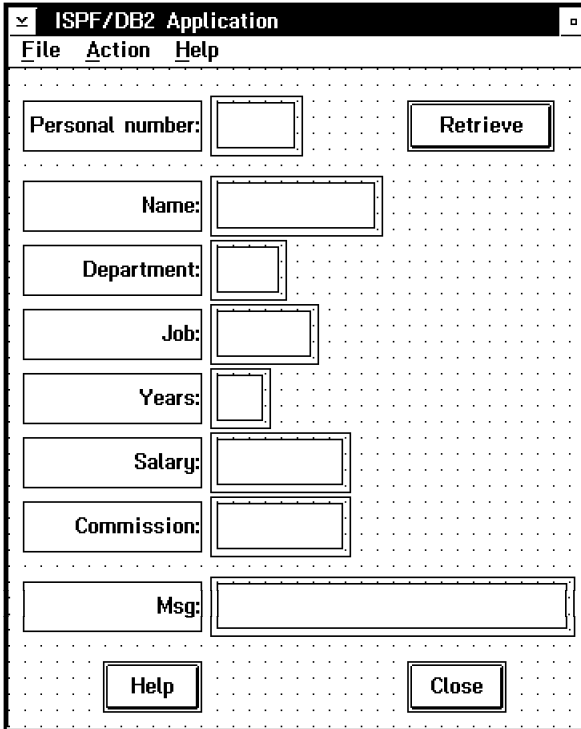 ISPF/DB2 Application
File Action Help
Personal number: Retrieve
Name:
Department:
Job:
Years:
Salary:
Commission:
Msg:
Help Close